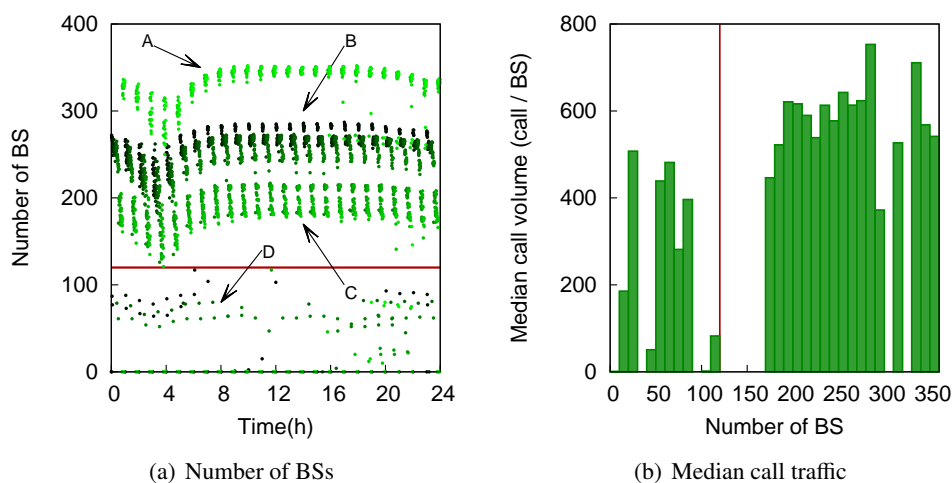 400
300
200
100
0
Number of BS
A
B
C
D
0 4 8 12 16 20 24
Time(h)
(a) Number of BSs
800
600
400
200
0
Median call volume (call / BS)
0 50 100 150 200 250 300 350
Number of BS
(b) Median call traffic